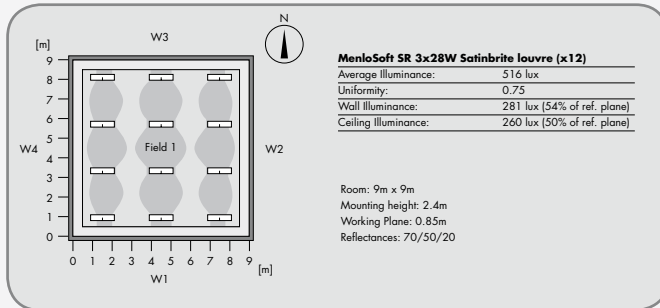 N
W3
[m]
9
8
7
6
5
4
3
2
1
0
W4
Field 1
W2
0 1 2 3 4 5 6 7 8 9
[m]
W1
MenloSoft SR 3x28W Satinbrite louvre (x12)
Average Illuminance: 516 lux
Uniformity: 0.75
Wall Illuminance: 281 lux (54% of ref. plane)
Ceiling Illuminance: 260 lux (50% of ref. plane)
Room: 9m x 9m
Mounting height: 2.4m
Working Plane: 0.85m
Reflectances: 70/50/20